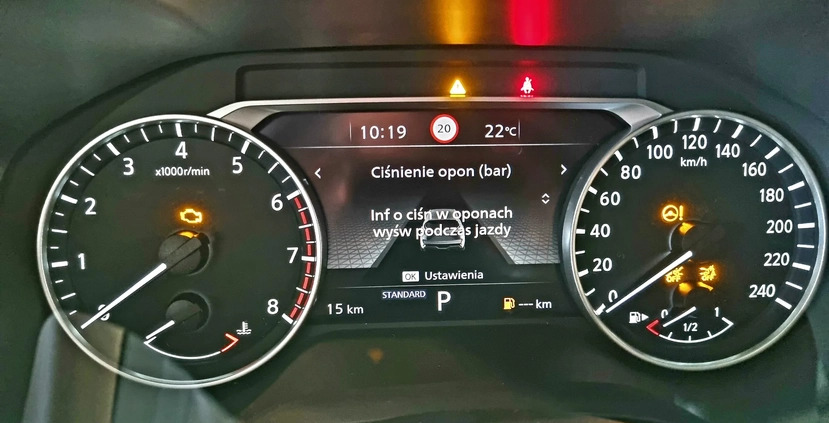 10:19 20 22°C
Ciśnienie opon (bar)
Inf o ciśn w oponach
wyśw podczas jazdy
OK Ustawienia
STANDARD P
15 km --- km
x1000r/min
0 1 2 3 4 5 6 7 8
km/h
0 20 40 60 80 100 120 140 160 180 200 220 240
0 1/2 1